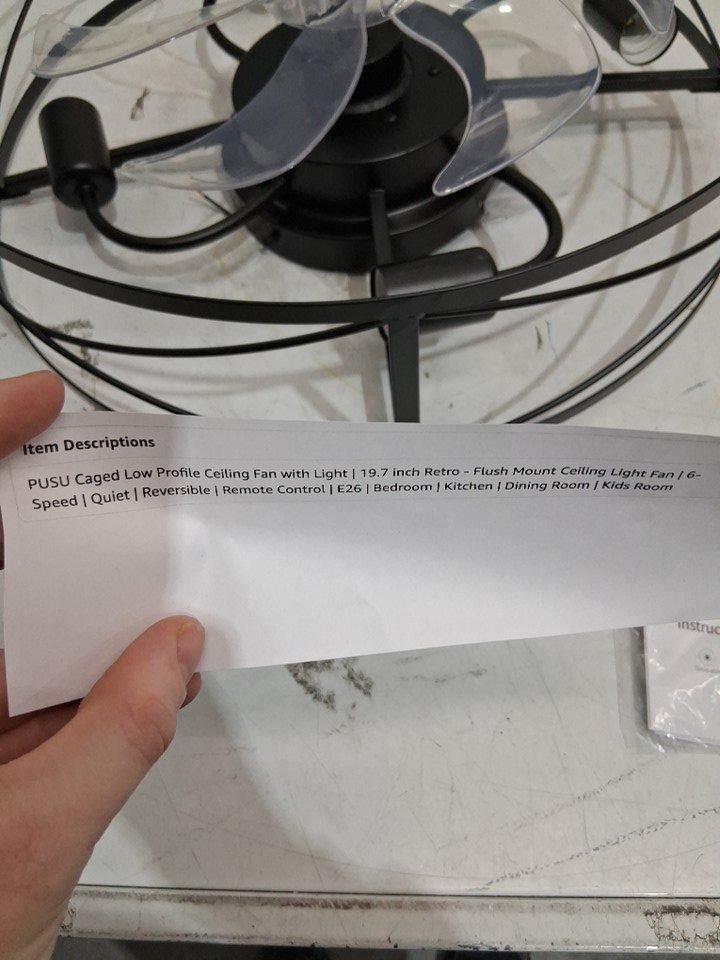 Item Descriptions
PUSU Caged Low Profile Ceiling Fan with Light | 19.7 inch Retro - Flush Mount Ceiling Light Fan / 6-
Speed | Quiet | Reversible | Remote Control | E26 | Bedroom | Kitchen | Dining Room / Kids Room
Instruc